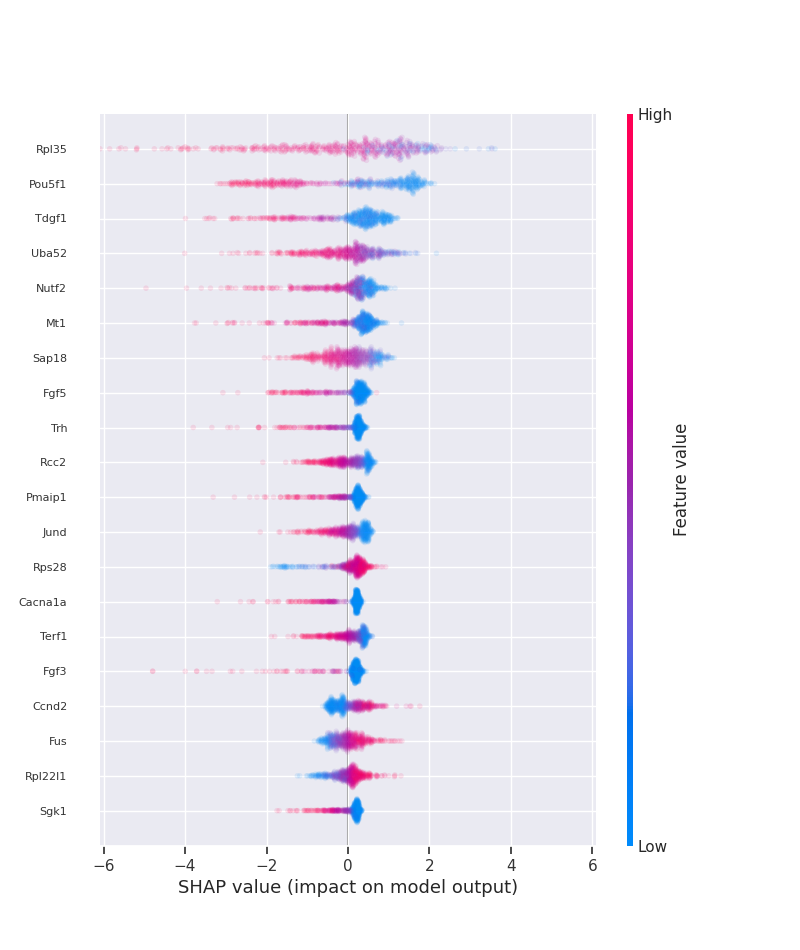 High
Rpl35
Pou5f1
Tdgf1
Uba52
Nutf2
Mt1
Sap18
Fgf5
Trh
Rcc2
Pmaip1
Jund
Rps28
Cacna1a
Terf1
Fgf3
Ccnd2
Fus
Rpl22l1
Sgk1
Feature value
Low
−6 −4 −2 0 2 4 6
SHAP value (impact on model output)